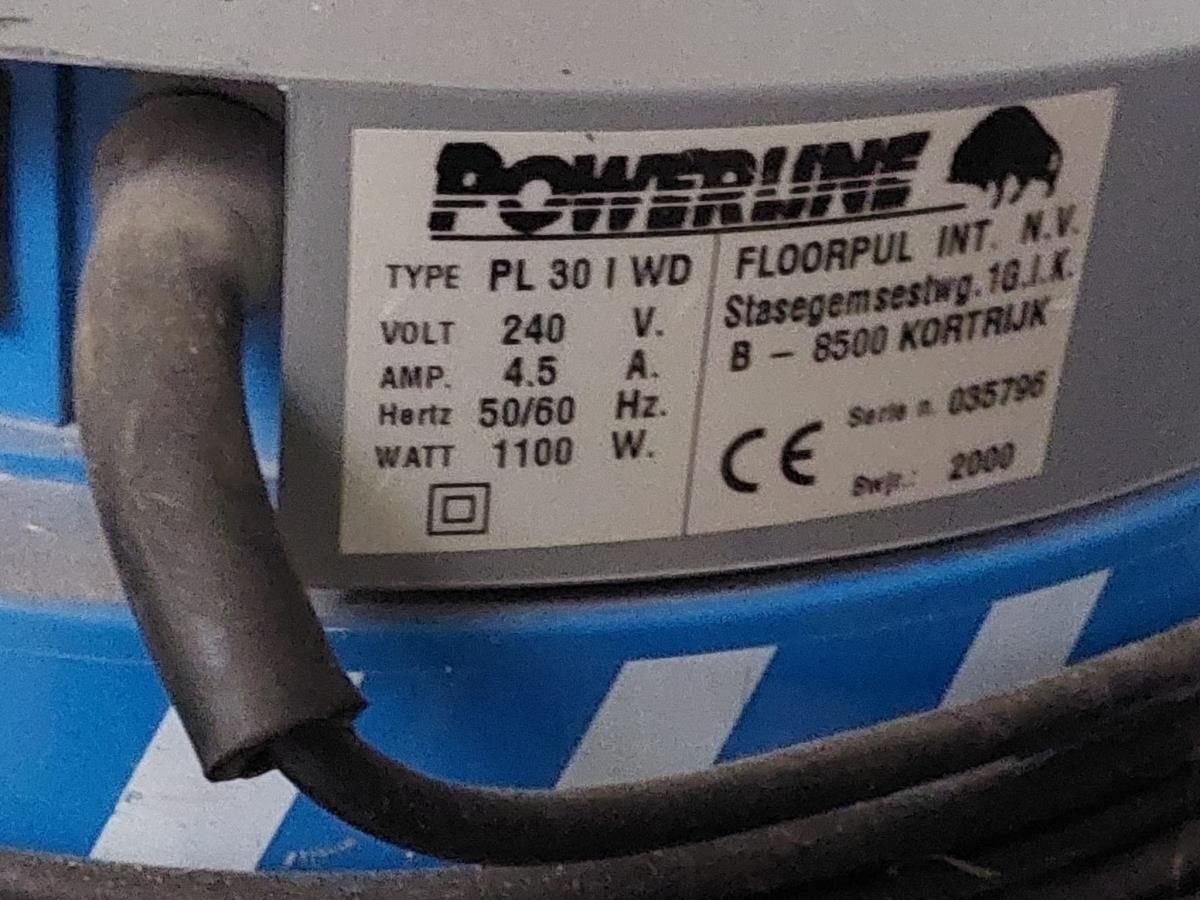 POWERLINE
TYPE PL 30 I WD
VOLT 240 V.
AMP. 4.5 A.
Hertz 50/60 Hz.
WATT 1100 W.
FLOORPUL INT. N.V.
Stasegemsestwg. 1G.I.K.
B - 8500 KORTRIJK
Serie n. 035796
CE
Bwjr.: 2000